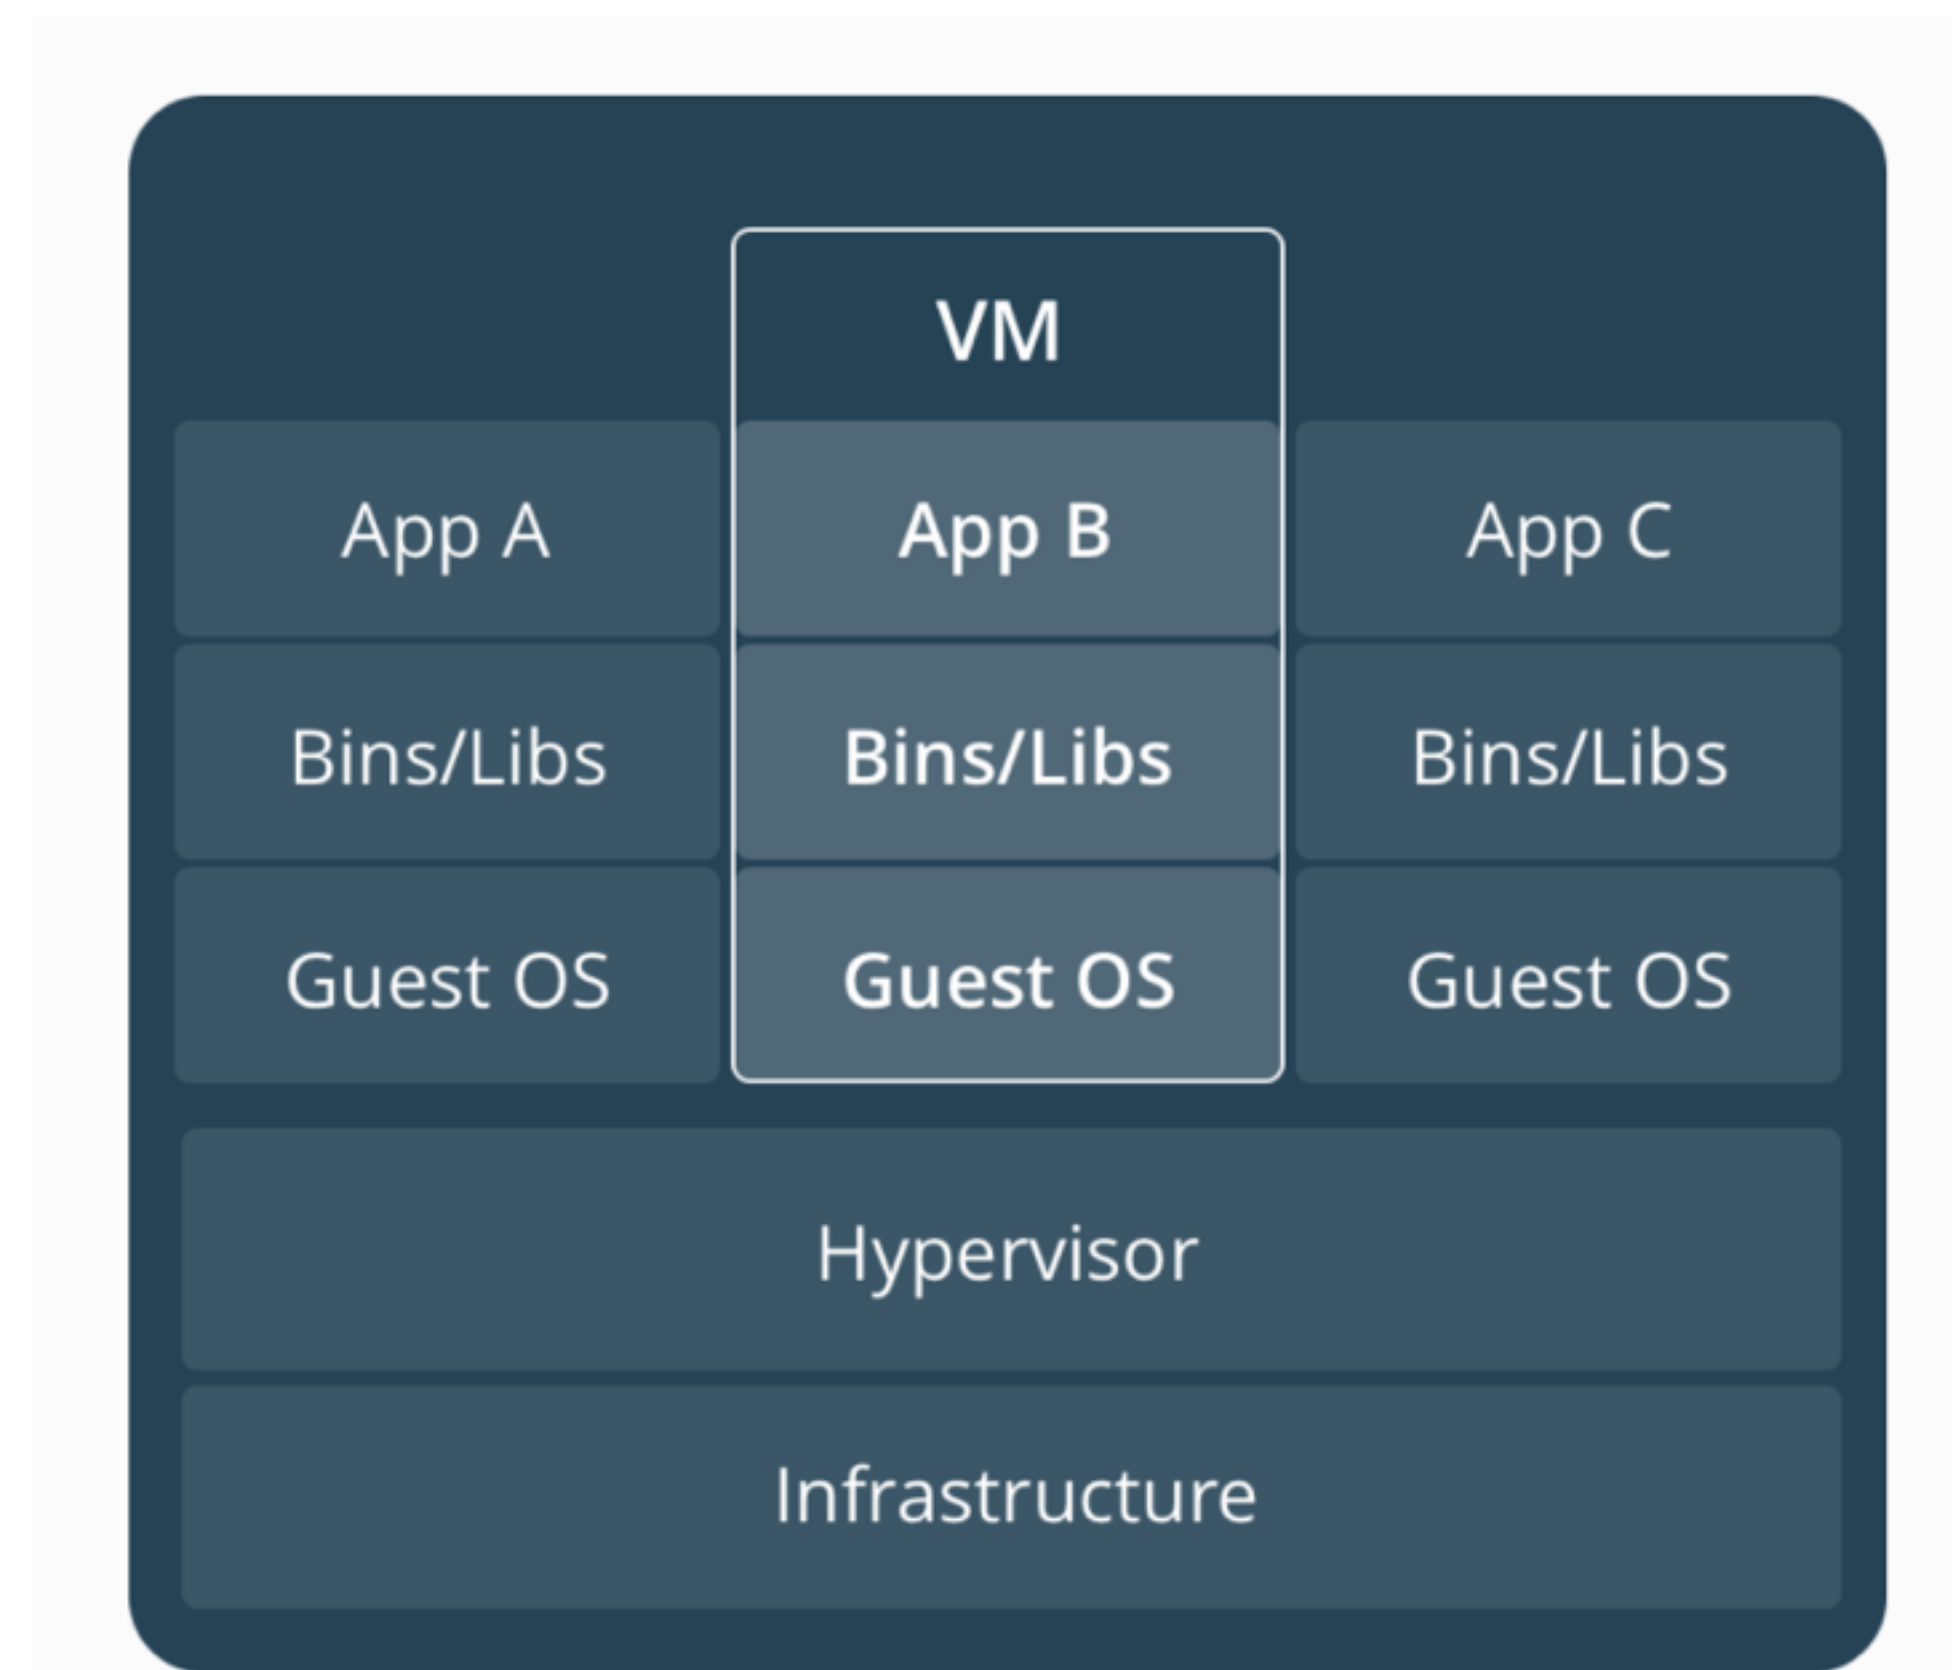 VM
App A
App B
App C
Bins/Libs
Bins/Libs
Bins/Libs
Guest OS
Guest OS
Guest OS
Hypervisor
Infrastructure